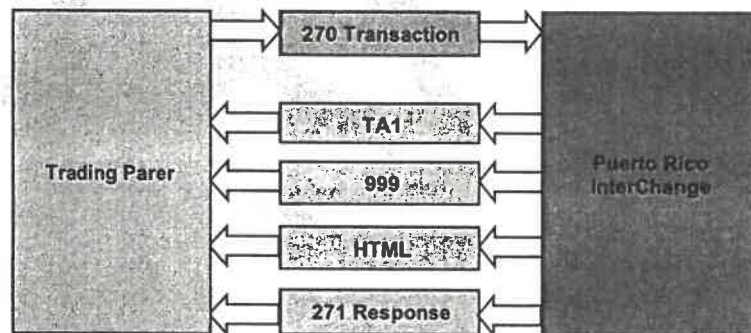 270 Transaction
TA1
Trading Parer
999
Puerto Rico
InterChange
HTML
271 Response